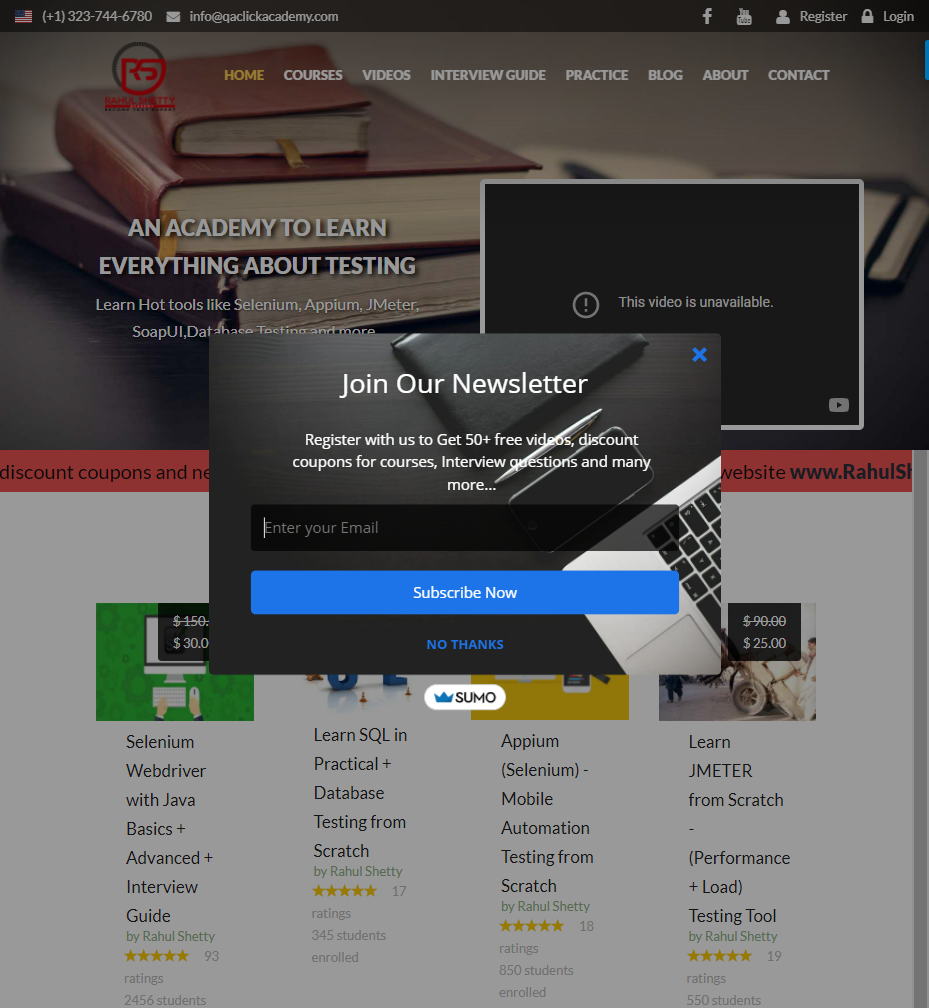 (+1) 323-744-6780 info@qaclickacademy.com Register Login
RS
RAHUL SHETTY
HOME COURSES VIDEOS INTERVIEW GUIDE PRACTICE BLOG ABOUT CONTACT
AN ACADEMY TO LEARN
EVERYTHING ABOUT TESTING
Learn Hot tools like Selenium, Appium, JMeter,
SoapUI,Database Testing and more
This video is unavailable.
Join Our Newsletter
Register with us to Get 50+ free videos, discount
coupons for courses, Interview questions and many
more...
Enter your Email
Subscribe Now
NO THANKS
SUMO
discount coupons and ne
website www.RahulSh
$ 150.
$ 30.0
$ 90.00
$ 25.00
Selenium
Webdriver
with Java
Basics +
Advanced +
Interview
Guide
by Rahul Shetty
93
ratings
2456 students
Learn SQL in
Practical +
Database
Testing from
Scratch
by Rahul Shetty
17
ratings
345 students
enrolled
Appium
(Selenium) -
Mobile
Automation
Testing from
Scratch
by Rahul Shetty
18
ratings
850 students
enrolled
Learn
JMETER
from Scratch
-
(Performance
+ Load)
Testing Tool
by Rahul Shetty
19
ratings
550 students